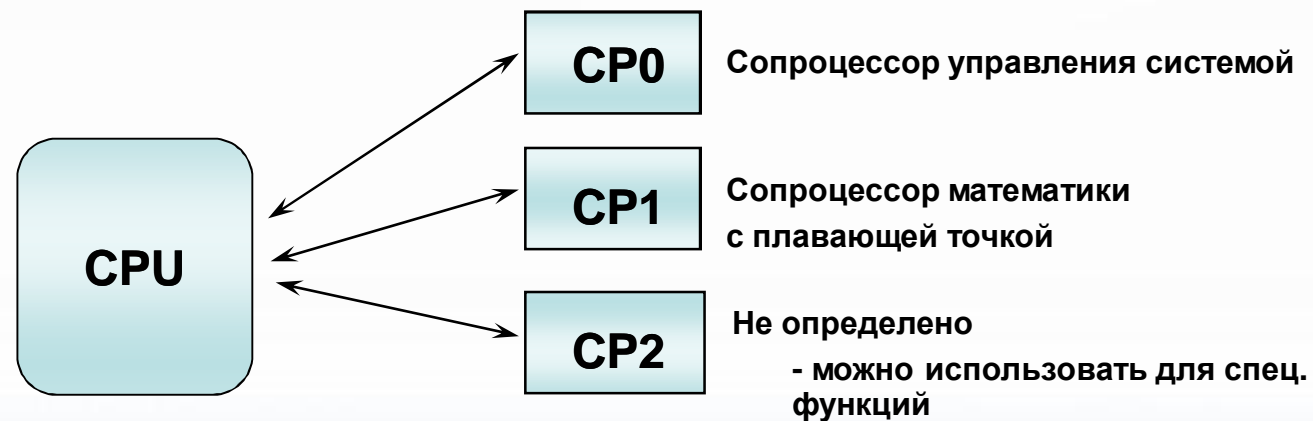 CP0
Сопроцессор управления системой
CPU
CP1
Сопроцессор математики
с плавающей точкой
CP2
Не определено
- можно использовать для спец.
функций